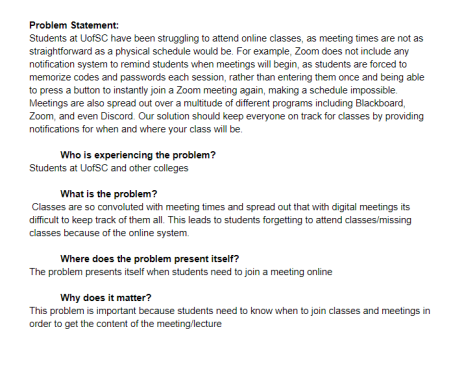 Problem Statement:
Students at UofSC have been struggling to attend online classes, as meeting times are not as
straightforward as a physical schedule would be. For example, Zoom does not include any
notification system to remind students when meetings will begin, as students are forced to
memorize codes and passwords each session, rather than entering them once and being able
to press a button to instantly join a Zoom meeting again, making a schedule impossible.
Meetings are also spread out over a multitude of different programs including Blackboard,
Zoom, and even Discord. Our solution should keep everyone on track for classes by providing
notifications for when and where your class will be.
Who is experiencing the problem?
Students at UofSC and other colleges
What is the problem?
Classes are so convoluted with meeting times and spread out that with digital meetings its
difficult to keep track of them all. This leads to students forgetting to attend classes/missing
classes because of the online system.
Where does the problem present itself?
The problem presents itself when students need to join a meeting online
Why does it matter?
This problem is important because students need to know when to join classes and meetings in
order to get the content of the meeting/lecture